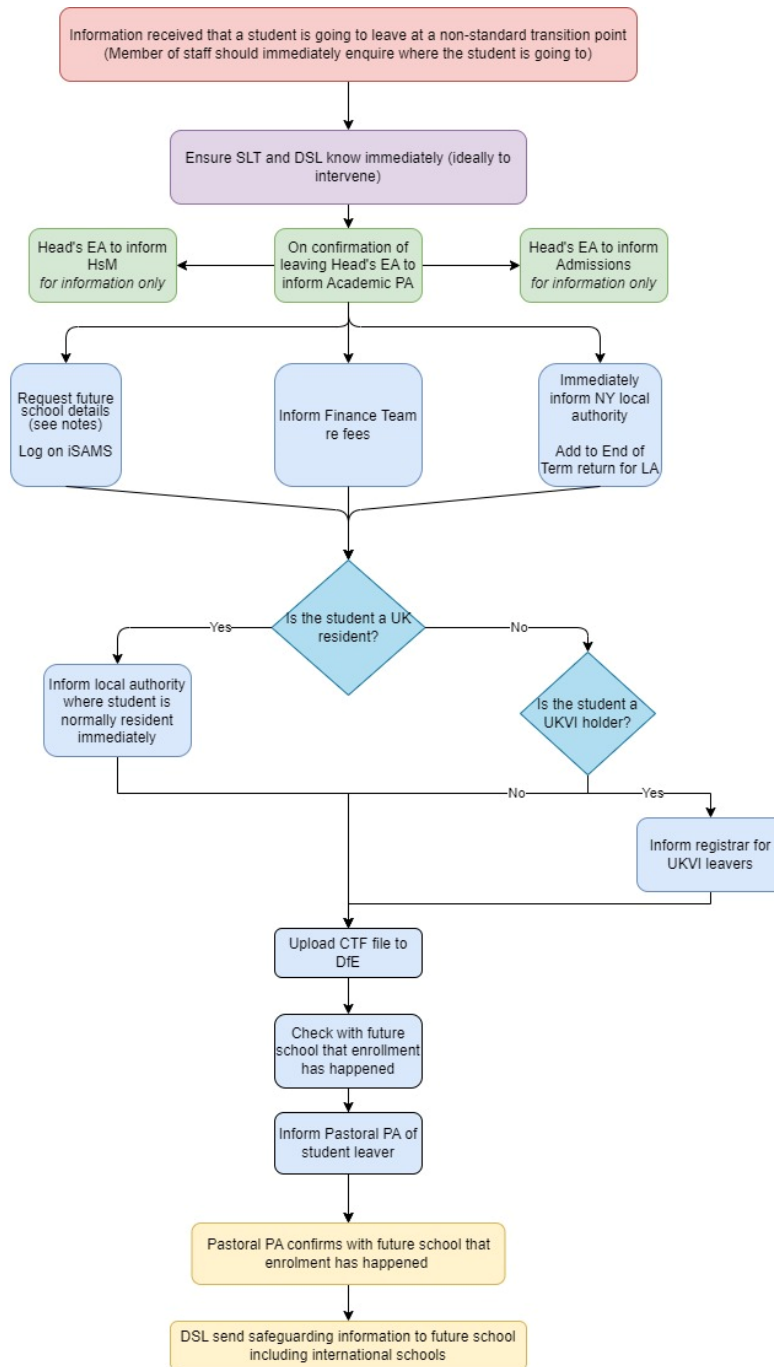 Information received that a student is going to leave at a non-standard transition point
(Member of staff should immediately enquire where the student is going to)
Ensure SLT and DSL know immediately (ideally to
intervene)
Head's EA to inform
HsM
for information only
On confirmation of
leaving Head's EA to
inform Academic PA
Head's EA to inform
Admissions
for information only
Request future
school details
(see notes)
Log on iSAMS
Inform Finance Team
re fees
Immediately
inform NY local
authority
Add to End of
Term return for LA
Is the student a UK
resident?
Yes
No
Inform local authority
where student is
normally resident
immediately
Is the student a
UKVI holder?
No
Yes
Inform registrar for
UKVI leavers
Upload CTF file to
DfE
Check with future
school that enrollment
has happened
Inform Pastoral PA of
student leaver
Pastoral PA confirms with future school that
enrolment has happened
DSL send safeguarding information to future school
including international schools